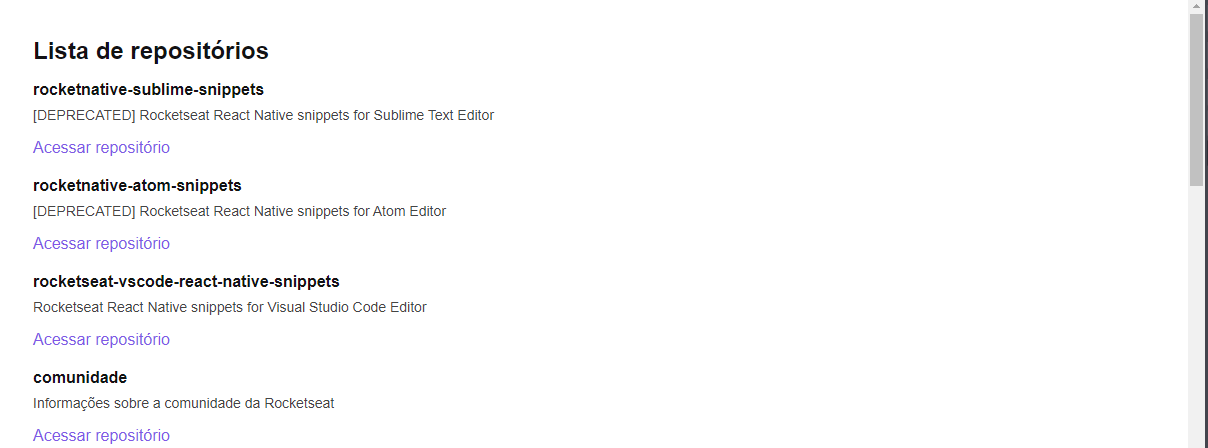 Lista de repositórios
rocketnative-sublime-snippets
[DEPRECATED] Rocketseat React Native snippets for Sublime Text Editor
Acessar repositório
rocketnative-atom-snippets
[DEPRECATED] Rocketseat React Native snippets for Atom Editor
Acessar repositório
rocketseat-vscode-react-native-snippets
Rocketseat React Native snippets for Visual Studio Code Editor
Acessar repositório
comunidade
Informações sobre a comunidade da Rocketseat
Acessar repositório